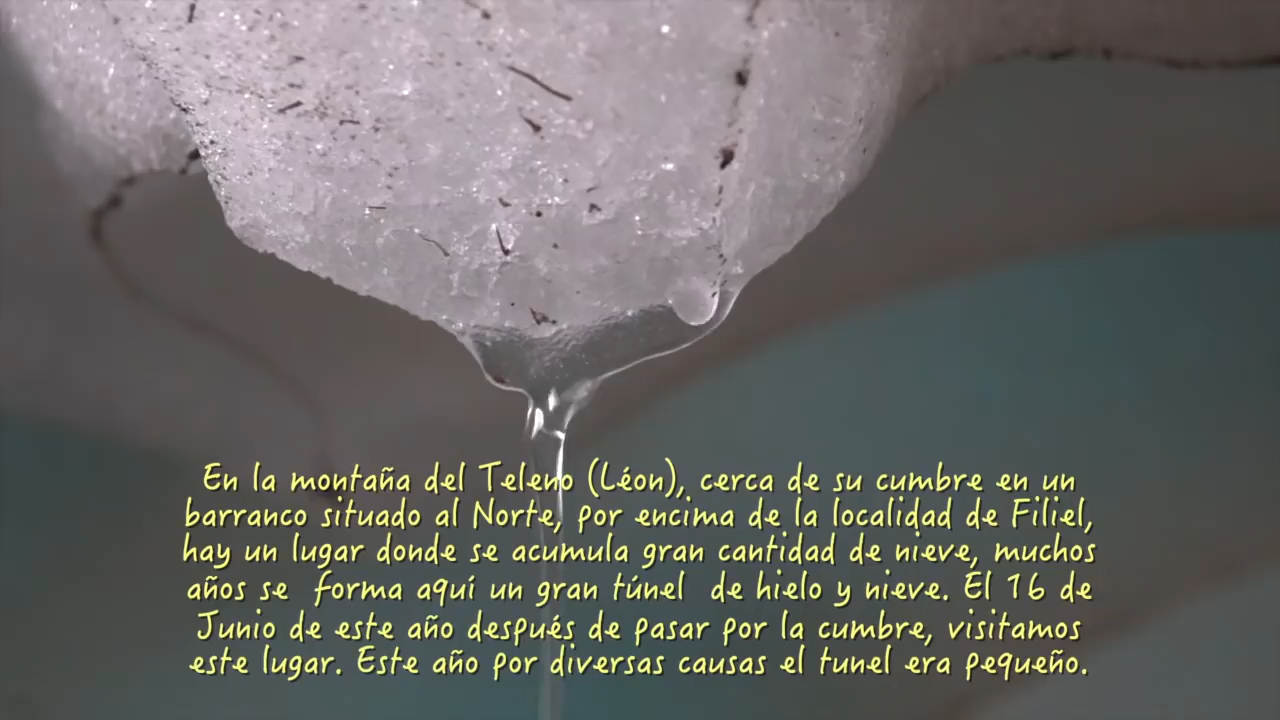 En la montaña del Teleno (Léon), cerca de su cumbre en un
barranco situado al Norte, por encima de la localidad de Filiel,
hay un lugar donde se acumula gran cantidad de nieve, muchos
años se forma aquí un gran túnel de hielo y nieve. El 16 de
Junio de este año después de pasar por la cumbre, visitamos
este lugar. Este año por diversas causas el tunel era pequeño.